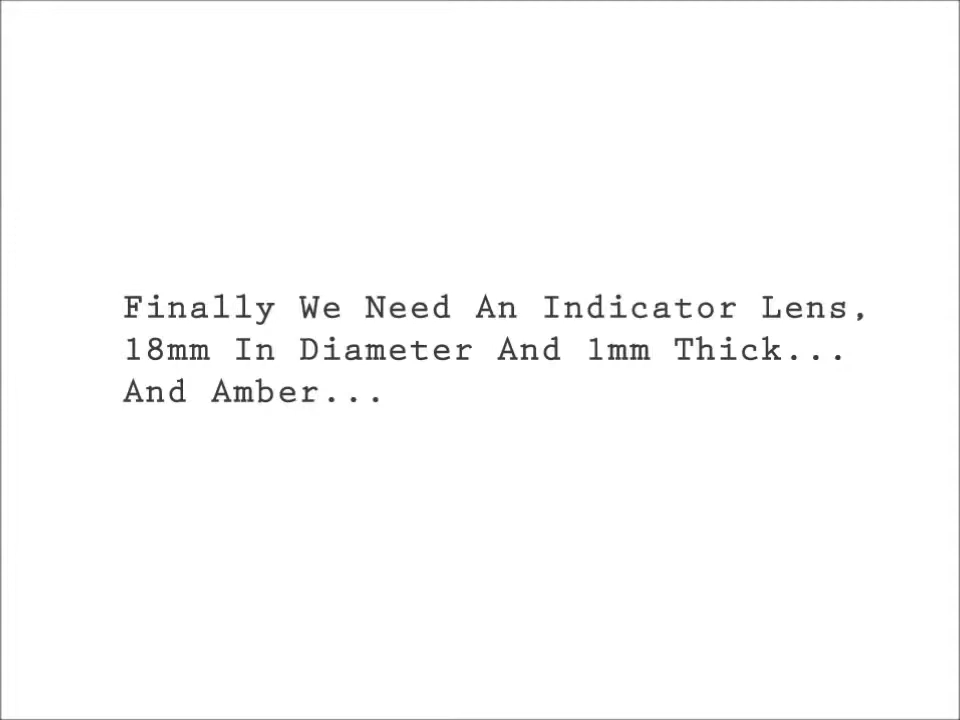 Finally We Need An Indicator Lens,
18mm In Diameter And 1mm Thick...
And Amber...